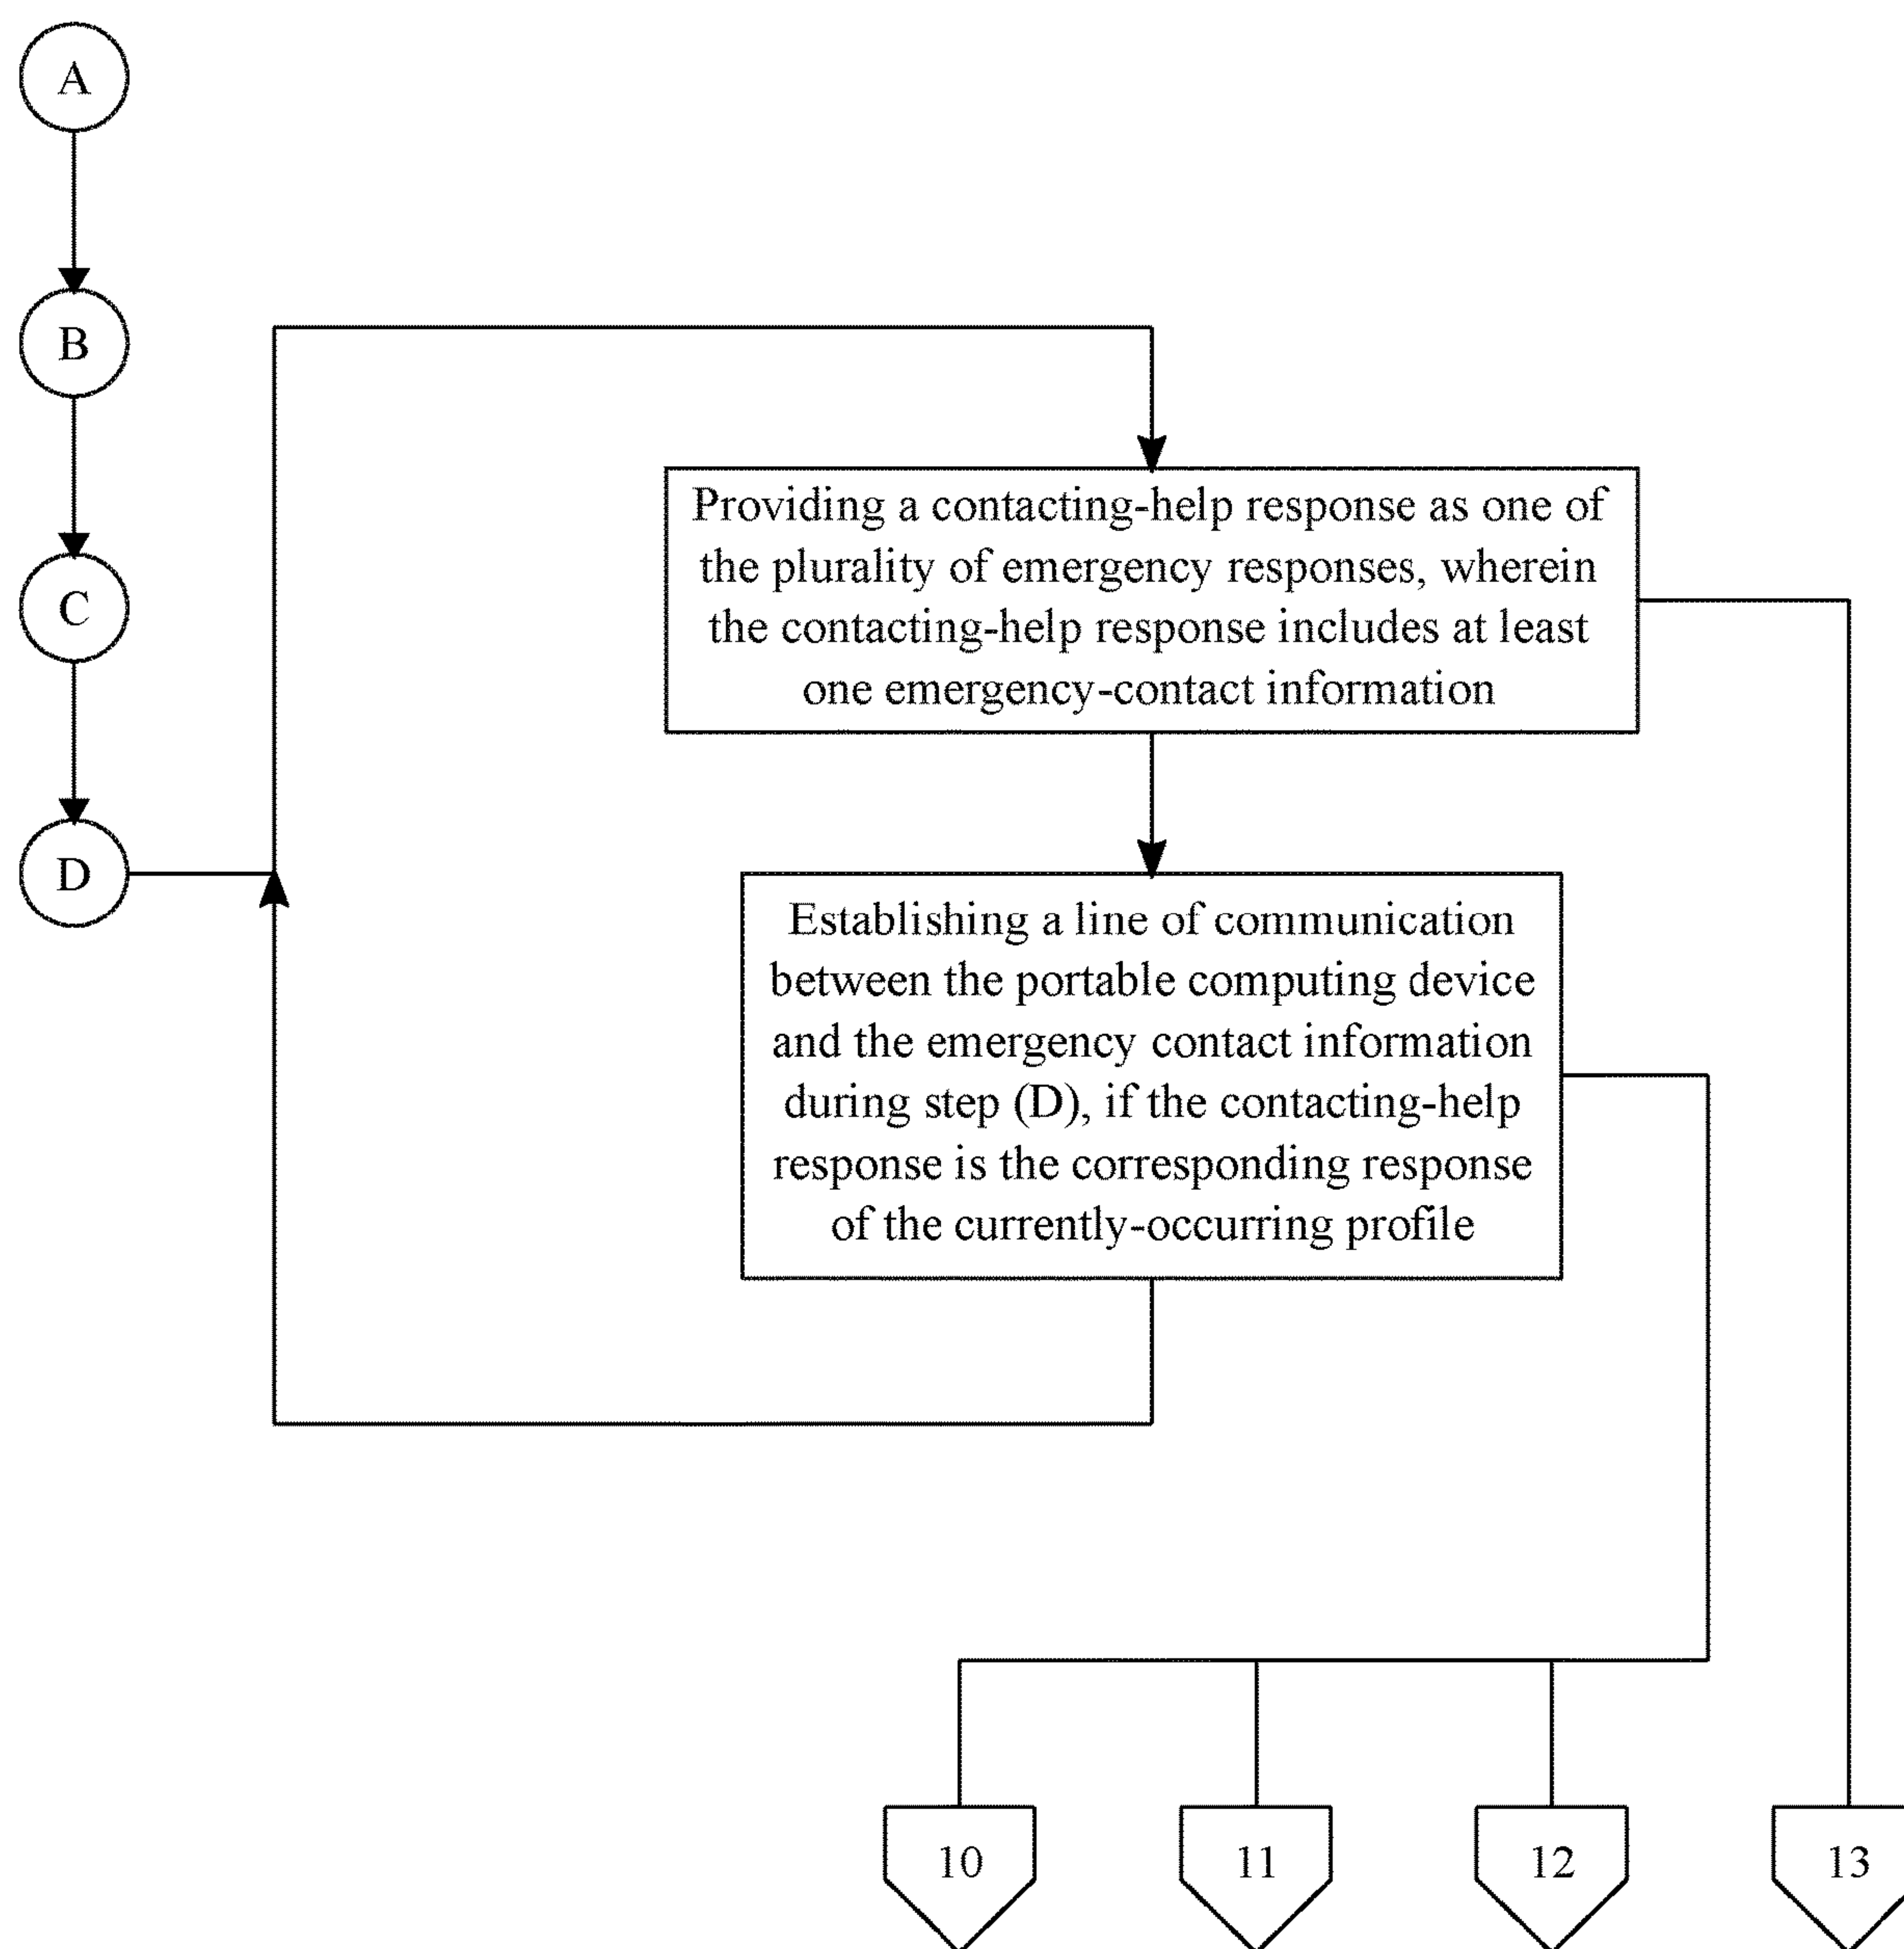 A
B
C
D
Providing a contacting-help response as one of
the plurality of emergency responses, wherein
the contacting-help response includes at least
one emergency-contact information
Establishing a line of communication
between the portable computing device
and the emergency contact information
during step (D), if the contacting-help
response is the corresponding response
of the currently-occurring profile
10
11
12
13